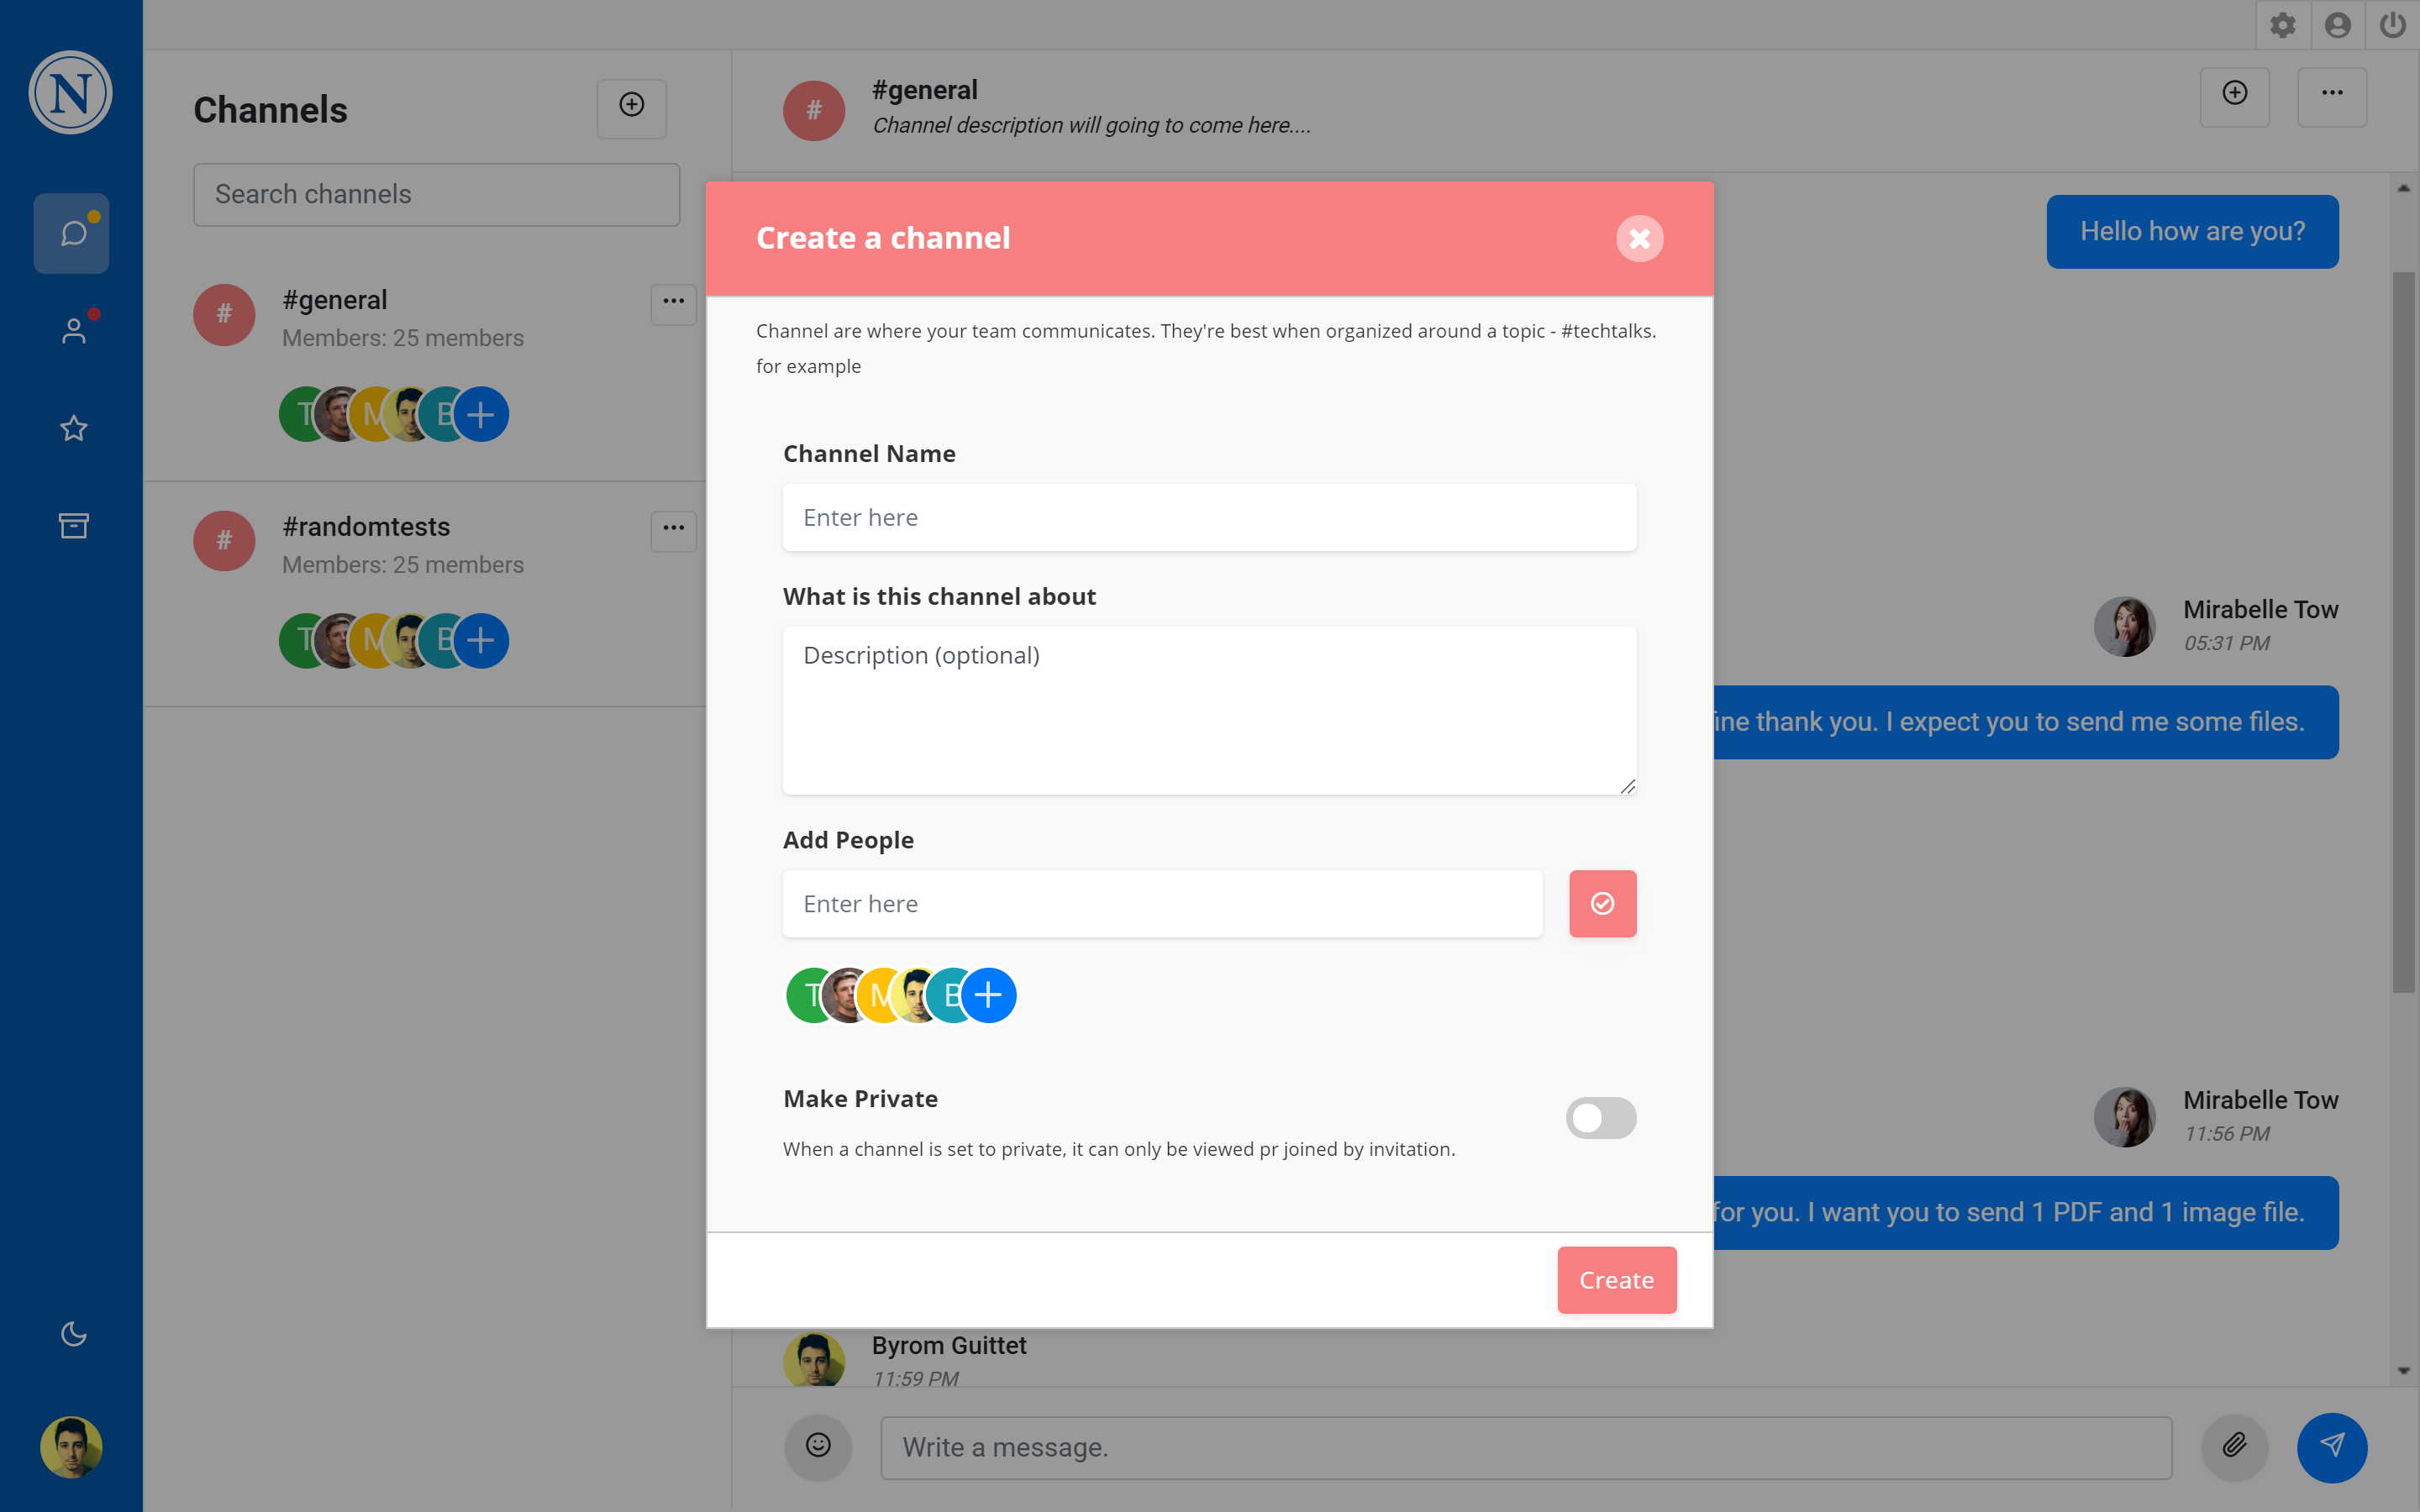 N
Channels
Search channels
#
#general
Members: 25 members
T M B
#
#randomtests
Members: 25 members
T M B
#
#general
Channel description will going to come here....
Hello how are you?
Mirabelle Tow
05:31 PM
ine thank you. I expect you to send me some files.
Mirabelle Tow
11:56 PM
for you. I want you to send 1 PDF and 1 image file.
Byrom Guittet
11:59 PM
Write a message.
Create a channel
Channel are where your team communicates. They're best when organized around a topic - #techtalks.
for example
Channel Name
Enter here
What is this channel about
Description (optional)
Add People
Enter here
T M B
Make Private
When a channel is set to private, it can only be viewed pr joined by invitation.
Create